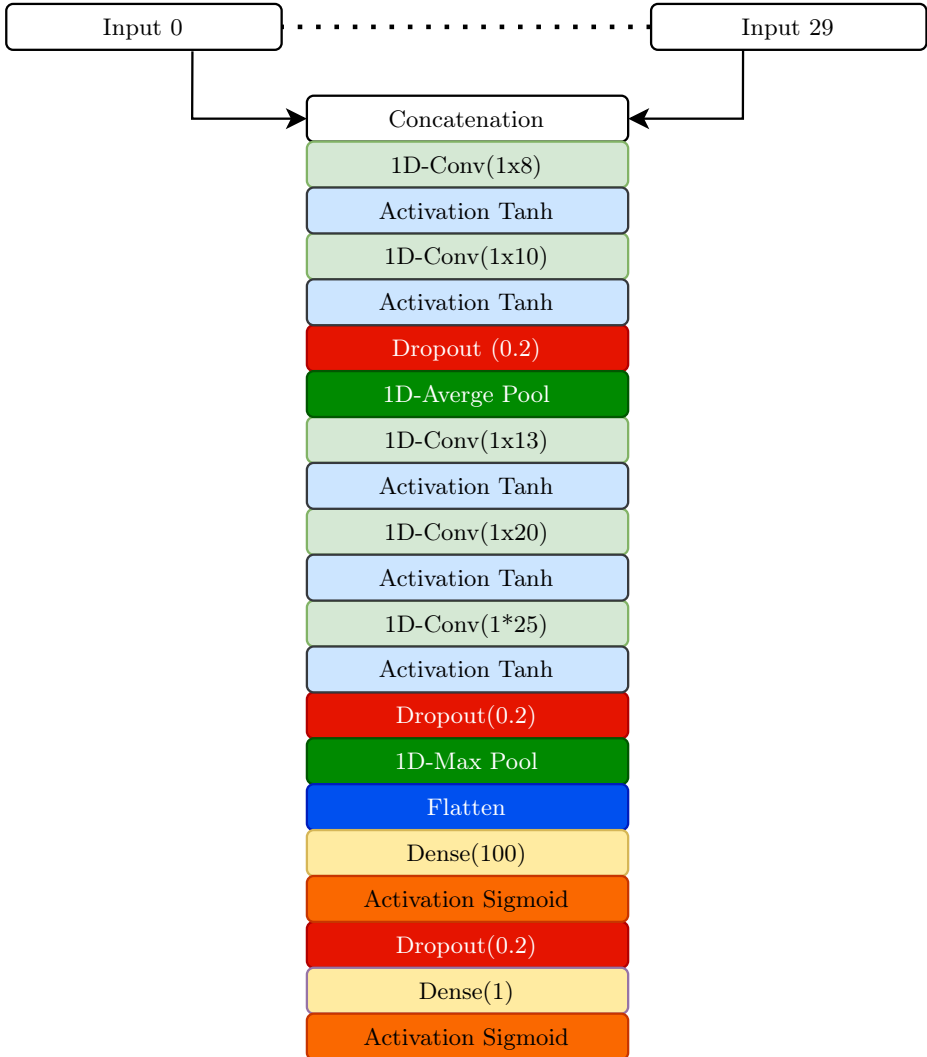 Input 0
Input 29
Concatenation
1D-Conv(1x8)
Activation Tanh
1D-Conv(1x10)
Activation Tanh
Dropout (0.2)
1D-Averge Pool
1D-Conv(1x13)
Activation Tanh
1D-Conv(1x20)
Activation Tanh
1D-Conv(1*25)
Activation Tanh
Dropout(0.2)
1D-Max Pool
Flatten
Dense(100)
Activation Sigmoid
Dropout(0.2)
Dense(1)
Activation Sigmoid